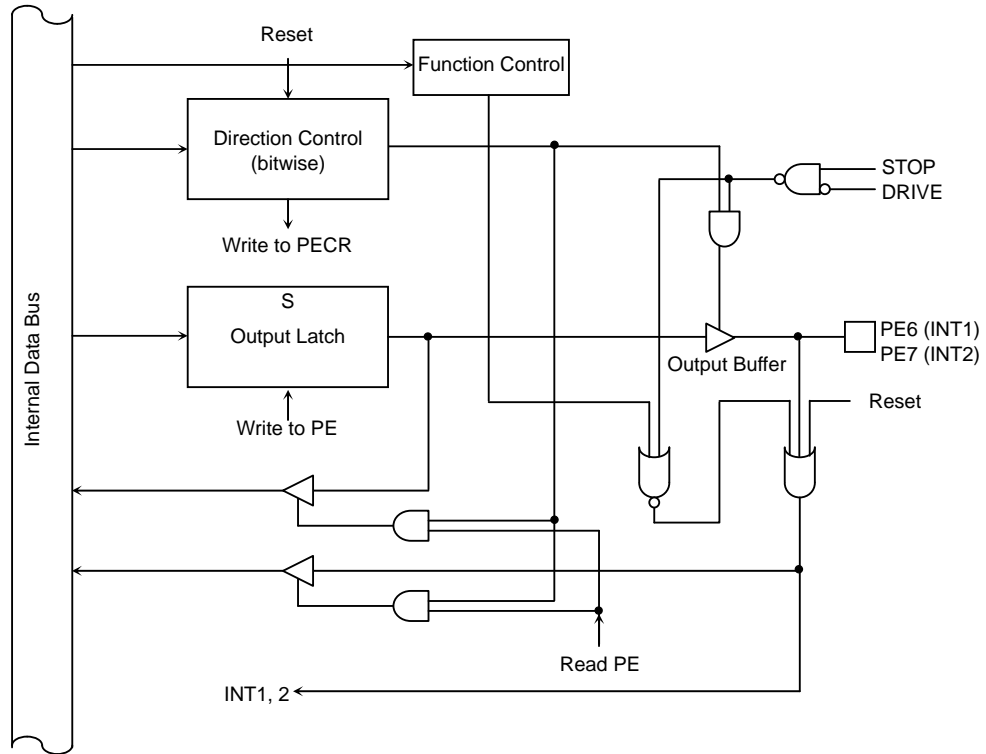 Reset
Function Control
Direction Control
(bitwise)
STOP
DRIVE
Write to PECR
Internal Data Bus
S
Output Latch
PE6 (INT1)
PE7 (INT2)
Output Buffer
Reset
Write to PE
Read PE
INT1, 2